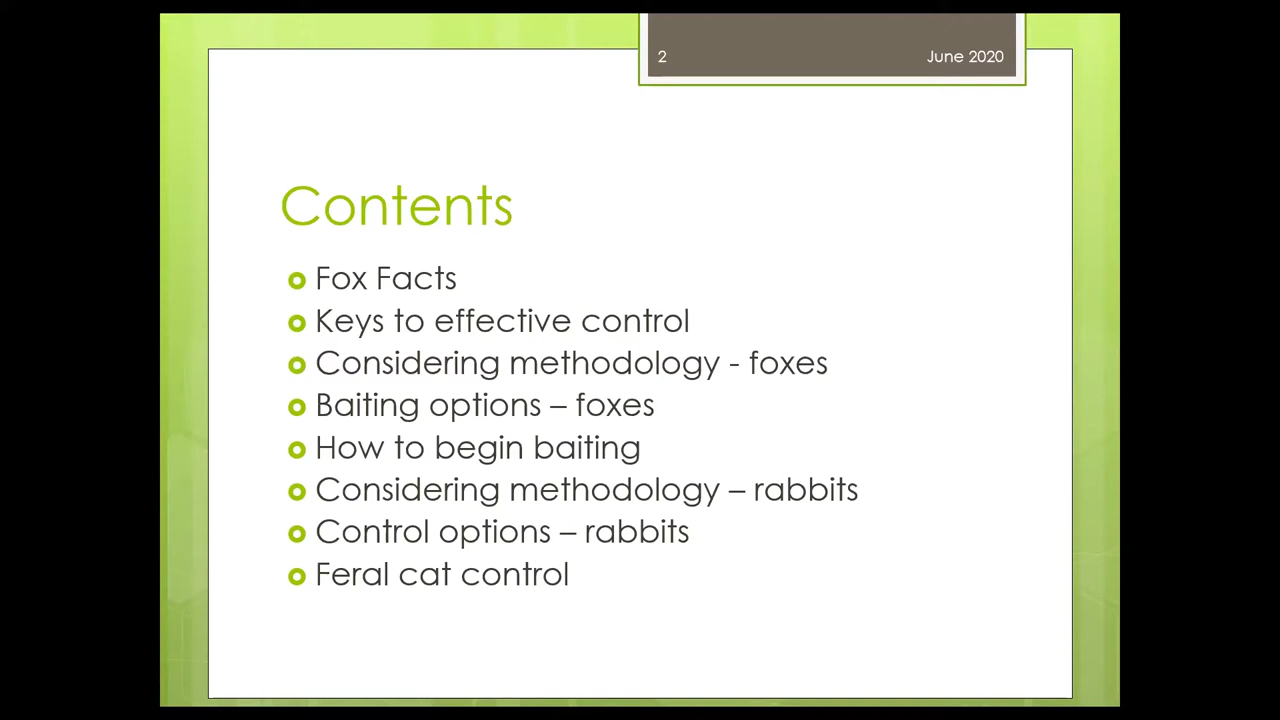 2 June 2020
Contents
Fox Facts
Keys to effective control
Considering methodology - foxes
Baiting options – foxes
How to begin baiting
Considering methodology – rabbits
Control options – rabbits
Feral cat control